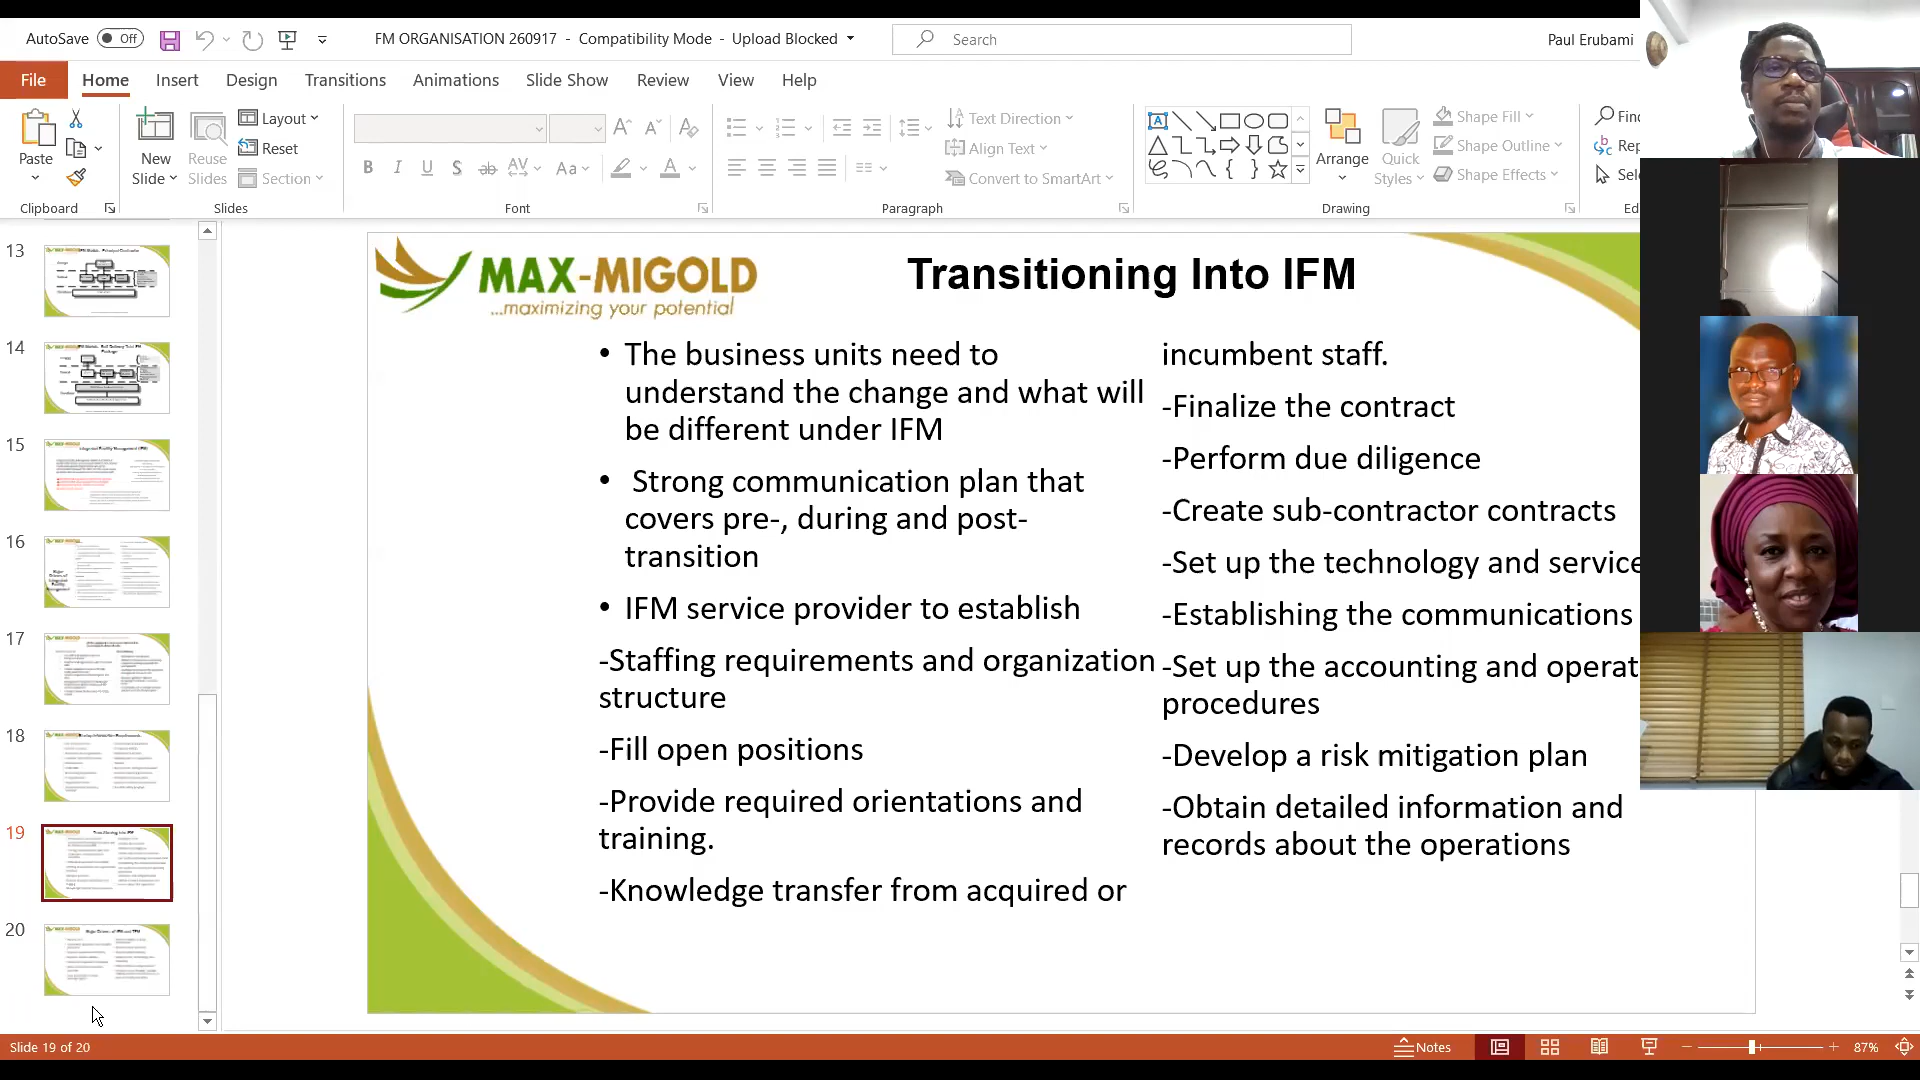 AutoSave Off FM ORGANISATION 260917 - Compatibility Mode - Upload Blocked Search Paul Erubami
File Home Insert Design Transitions Animations Slide Show Review View Help
Paste
New Slide
Reuse Slides
Layout
Reset
Section
B I U S ab AV Aa A
Text Direction
Align Text
Convert to SmartArt
Arrange
Quick Styles
Shape Fill
Shape Outline
Shape Effects
Clipboard Slides Font Paragraph Drawing
13
14
15
16
17
18
19
20
MAX-MIGOLD
...maximizing your potential
Transitioning Into IFM
• The business units need to
understand the change and what will
be different under IFM
• Strong communication plan that
covers pre-, during and post-
transition
• IFM service provider to establish
-Staffing requirements and organization
structure
-Fill open positions
-Provide required orientations and
training.
-Knowledge transfer from acquired or
incumbent staff.
-Finalize the contract
-Perform due diligence
-Create sub-contractor contracts
-Set up the technology and service
-Establishing the communications
-Set up the accounting and operat
procedures
-Develop a risk mitigation plan
-Obtain detailed information and
records about the operations
Slide 19 of 20 Notes 87%